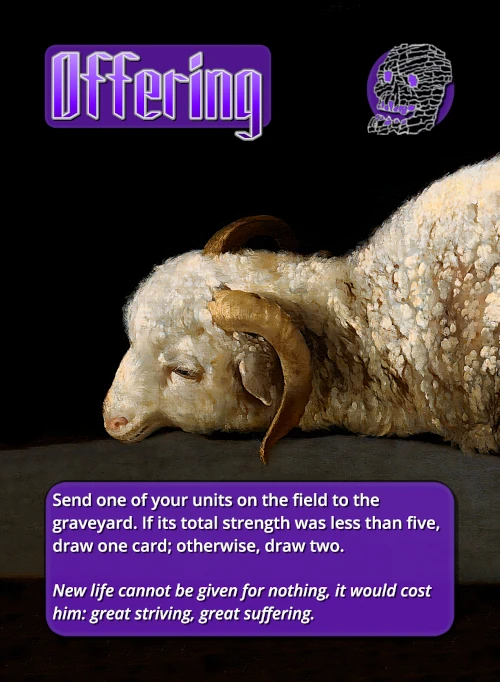 Offering
Send one of your units on the field to the
graveyard. If its total strength was less than five,
draw one card; otherwise, draw two.
New life cannot be given for nothing, it would cost
him: great striving, great suffering.